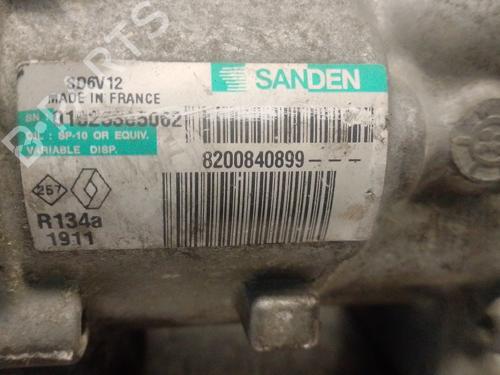 SD6V12
MADE IN FRANCE
SANDEN
SN
OIL : SP-10 OR EQUIV.
VARIABLE DISP.
8200840899---
257
R134a
1911